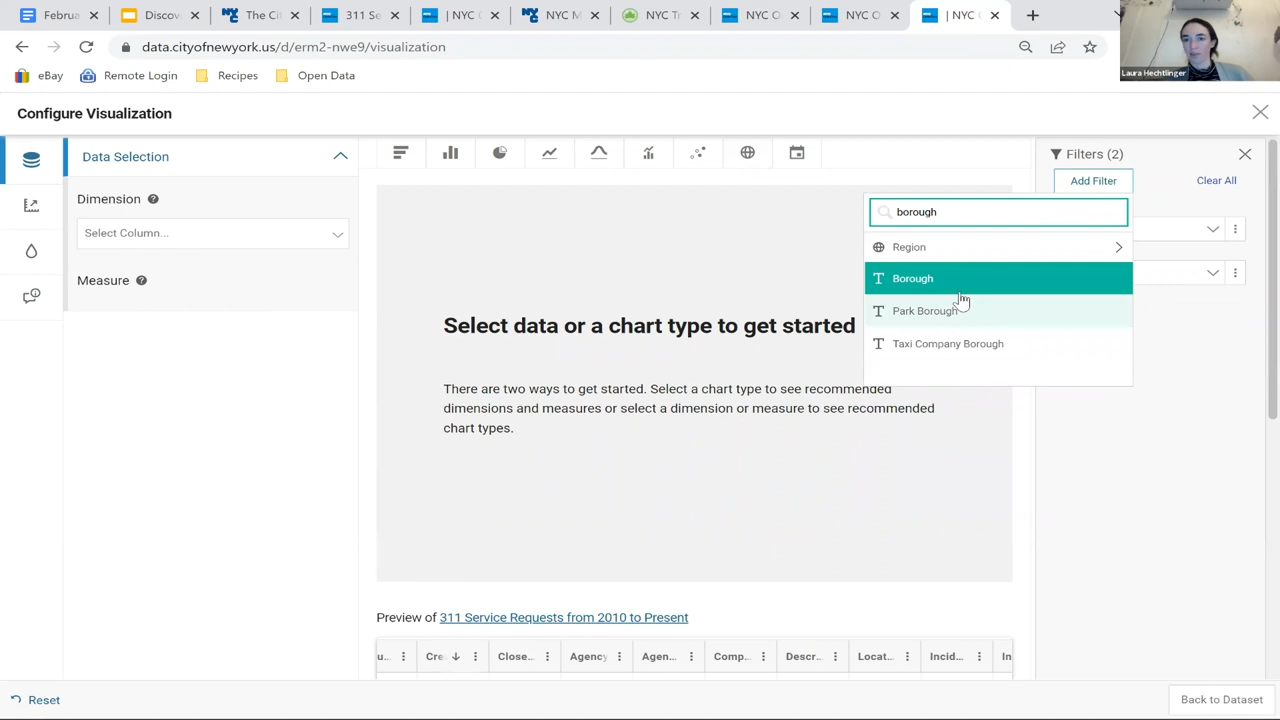 Februa
Discov
The Cit
311 Se
| NYC
NYC M
NYC Tr
NYC O
NYC O
| NYC O
data.cityofnewyork.us/d/erm2-nwe9/visualization
eBay
Remote Login
Recipes
Open Data
Laura Hechtlinger
Configure Visualization
Data Selection
Dimension
Select Column...
Measure
Filters (2)
Add Filter
Clear All
borough
Region
Borough
Park Borough
Taxi Company Borough
Select data or a chart type to get started
There are two ways to get started. Select a chart type to see recommended
dimensions and measures or select a dimension or measure to see recommended
chart types.
Preview of 311 Service Requests from 2010 to Present
u...
Cre
Close...
Agency
Agen...
Comp...
Descr...
Locat...
Incid...
In
Reset
Back to Dataset